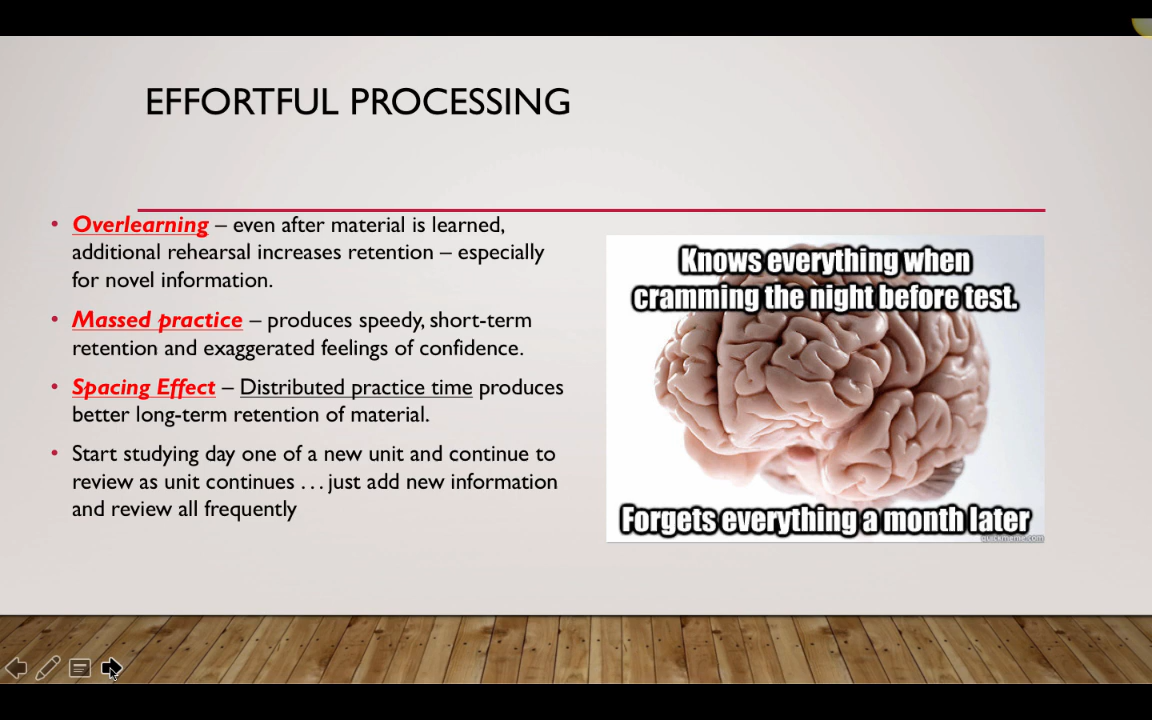 EFFORTFUL PROCESSING
• Overlearning – even after material is learned,
additional rehearsal increases retention – especially
for novel information.
• Massed practice – produces speedy, short-term
retention and exaggerated feelings of confidence.
• Spacing Effect – Distributed practice time produces
better long-term retention of material.
• Start studying day one of a new unit and continue to
review as unit continues . . . just add new information
and review all frequently
Knows everything when
cramming the night before test.
Forgets everything a month later
quickmeme.com